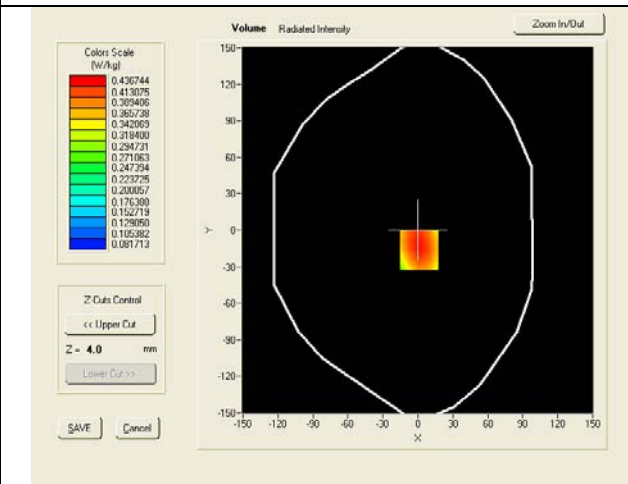 Volume Radiated Intensity
Zoom In/Out
Colors Scale
(W/kg)
0.436744
0.413075
0.389406
0.365738
0.342069
0.318400
0.294731
0.271063
0.247394
0.223725
0.200057
0.176388
0.152719
0.129050
0.105382
0.081713
Z-Cuts Control
<< Upper Cut
Z = 4.0 mm
Lower Cut >>
SAVE
Cancel
150
120
90
60
30
0
-30
-60
-90
-120
-150
Y
-150 -120 -90 -60 -30 0 30 60 90 120 150
X